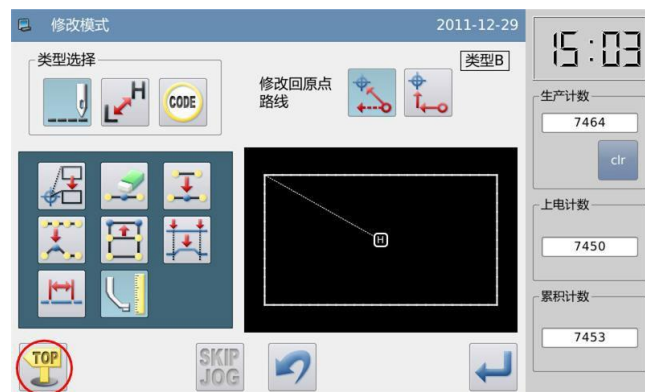 修改模式
2011-12-29
15:03
类型选择
H
L
CODE
修改回原点
路线
类型B
H
生产计数
7464
clr
上电计数
7450
累积计数
7453
TOP
SKIP
JOG